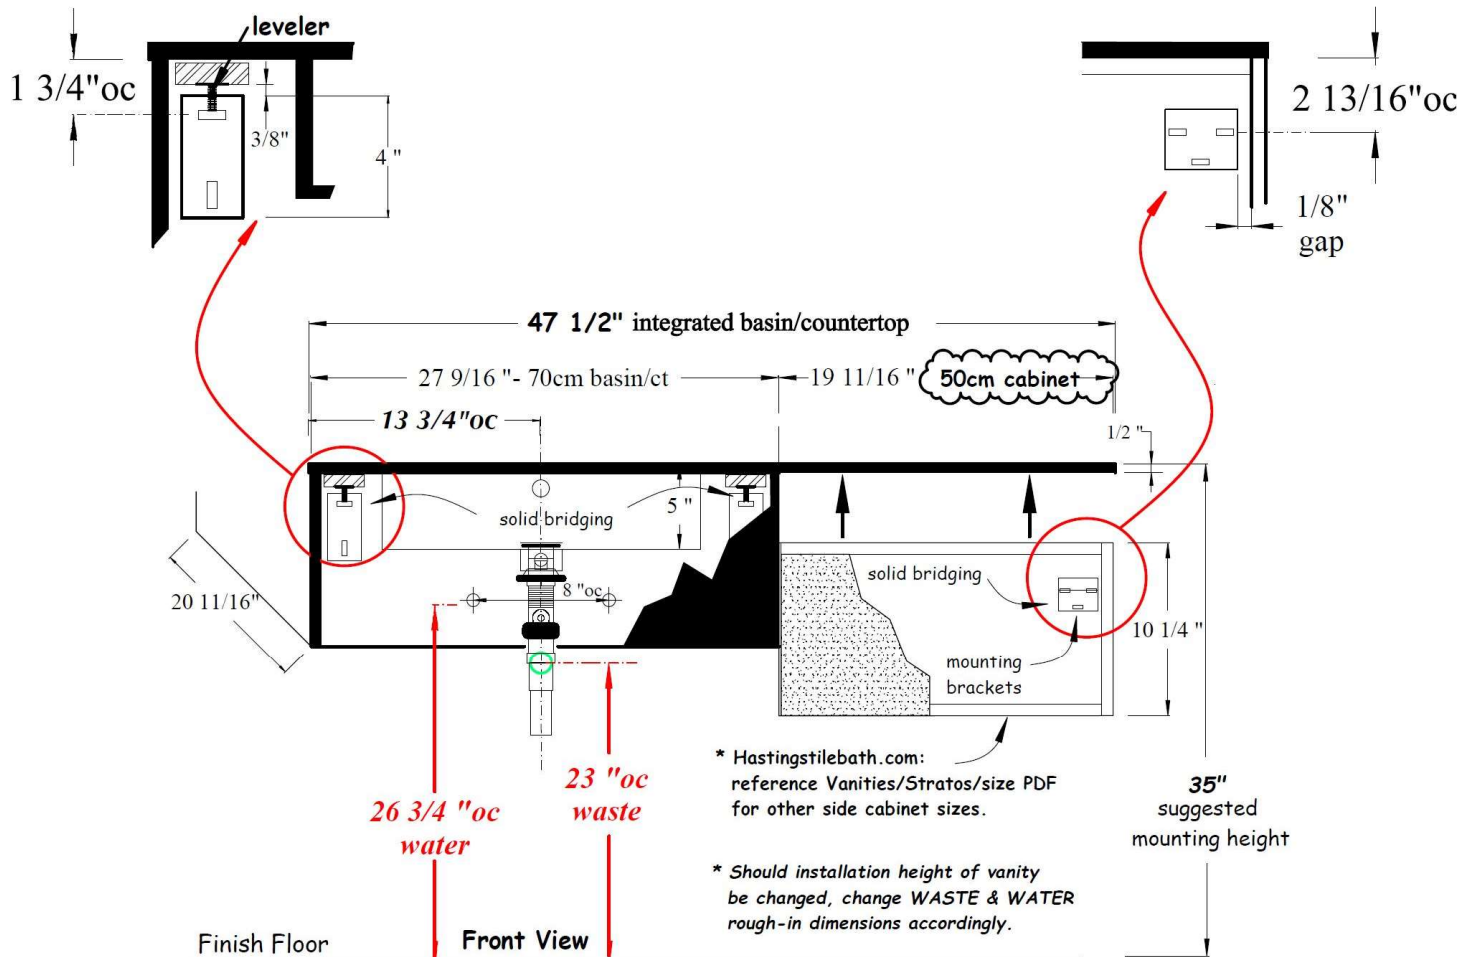 leveler
1 3/4"oc
3/8"
4 "
2 13/16"oc
1/8"
gap
47 1/2" integrated basin/countertop
27 9/16 "- 70cm basin/ct
19 11/16 "
50cm cabinet
13 3/4"oc
1/2 "
5 "
solid bridging
8 "oc
20 11/16"
solid bridging
10 1/4 "
mounting
brackets
26 3/4 "oc
water
23 "oc
waste
* Hastingstilebath.com:
reference Vanities/Stratos/size PDF
for other side cabinet sizes.
35"
suggested
mounting height
* Should installation height of vanity
be changed, change WASTE & WATER
rough-in dimensions accordingly.
Finish Floor
Front View